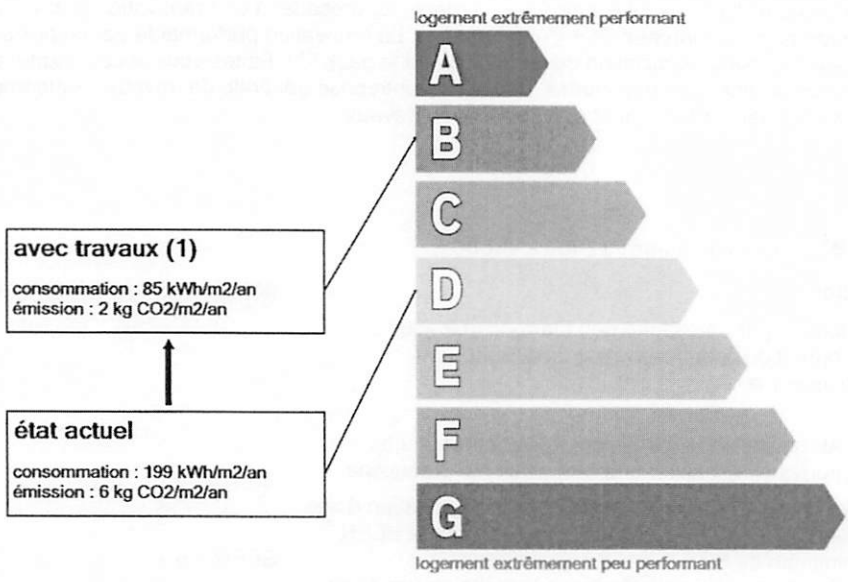 logement extrêmement performant
A
B
C
avec travaux (1)
consommation : 85 kWh/m2/an
émission : 2 kg CO2/m2/an
D
E
état actuel
consommation : 199 kWh/m2/an
émission : 6 kg CO2/m2/an
F
G
logement extrêmement peu performant